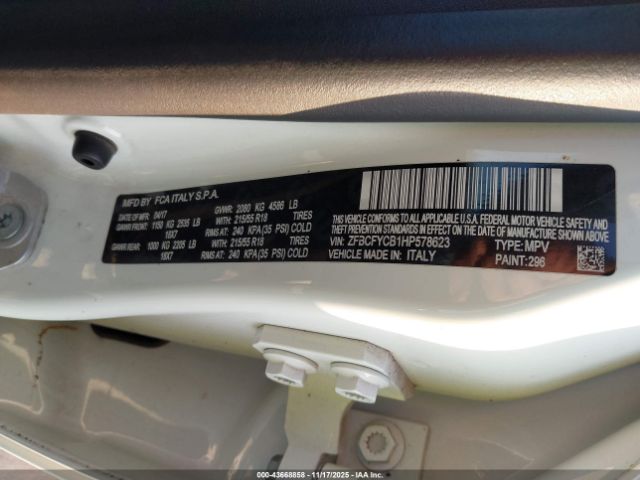 MFD BY FCA ITALY S.P.A.
DATE OF MFR 04/17 GVWR: 2080 KG 4586 LB
GAWR FRONT: 1150 KG 2535 LB WITH: 215/55 R18
18X7 RIMS AT: 240 KPA (35 PSI) COLD
GAWR REAR: 1000 KG 2205 LB WITH: 215/55 R18
18X7 RIMS AT: 240 KPA (35 PSI) COLD
THIS VEHICLE CONFORMS TO ALL APPLICABLE U.S.A.
FEDERAL MOTOR VEHICLE SAFETY, BUMPER AND
THEFT PREVENTION STANDARDS IN EFFECT ON THE
DATE OF MANUFACTURE SHOWN ABOVE.
VIN: ZFBCFYCB1HP578623 TYPE: MPV
VEHICLE MADE IN: ITALY PAINT: 296
000-43668858 - 11/17/2025 - IAAI.COM